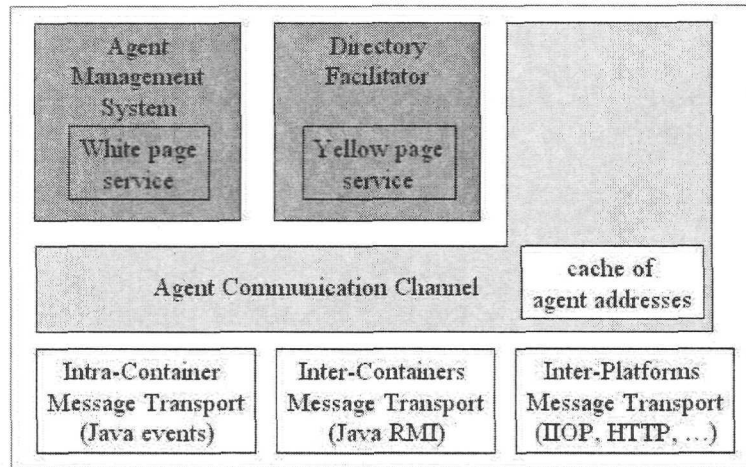 Agent
Management
System
White page
service
Directory
Facilitator
Yellow page
service
Agent Communication Channel
cache of
agent addresses
Intra-Container
Message Transport
(Java events)
Inter-Containers
Message Transport
(Java RMI)
Inter-Platforms
Message Transport
(IIOP, HTTP, …)